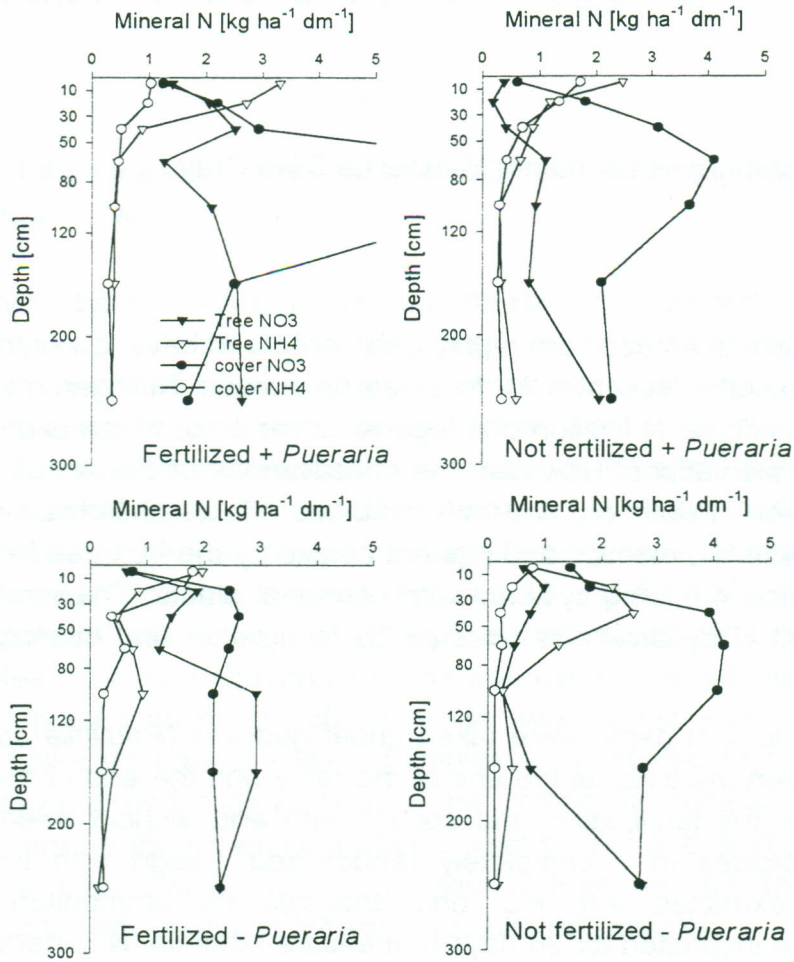 Mineral N [kg ha-1 dm-1]
0 1 2 3 4 5
10
30
50
80
120
200
300
Depth [cm]
Tree NO3
Tree NH4
cover NO3
cover NH4
Fertilized + Pueraria
Mineral N [kg ha-1 dm-1]
0 1 2 3 4 5
10
30
50
80
120
200
300
Depth [cm]
Not fertilized + Pueraria
Mineral N [kg ha-1 dm-1]
0 1 2 3 4 5
10
30
50
80
120
200
300
Depth [cm]
Fertilized - Pueraria
Mineral N [kg ha-1 dm-1]
0 1 2 3 4 5
10
30
50
80
120
200
300
Depth [cm]
Not fertilized - Pueraria